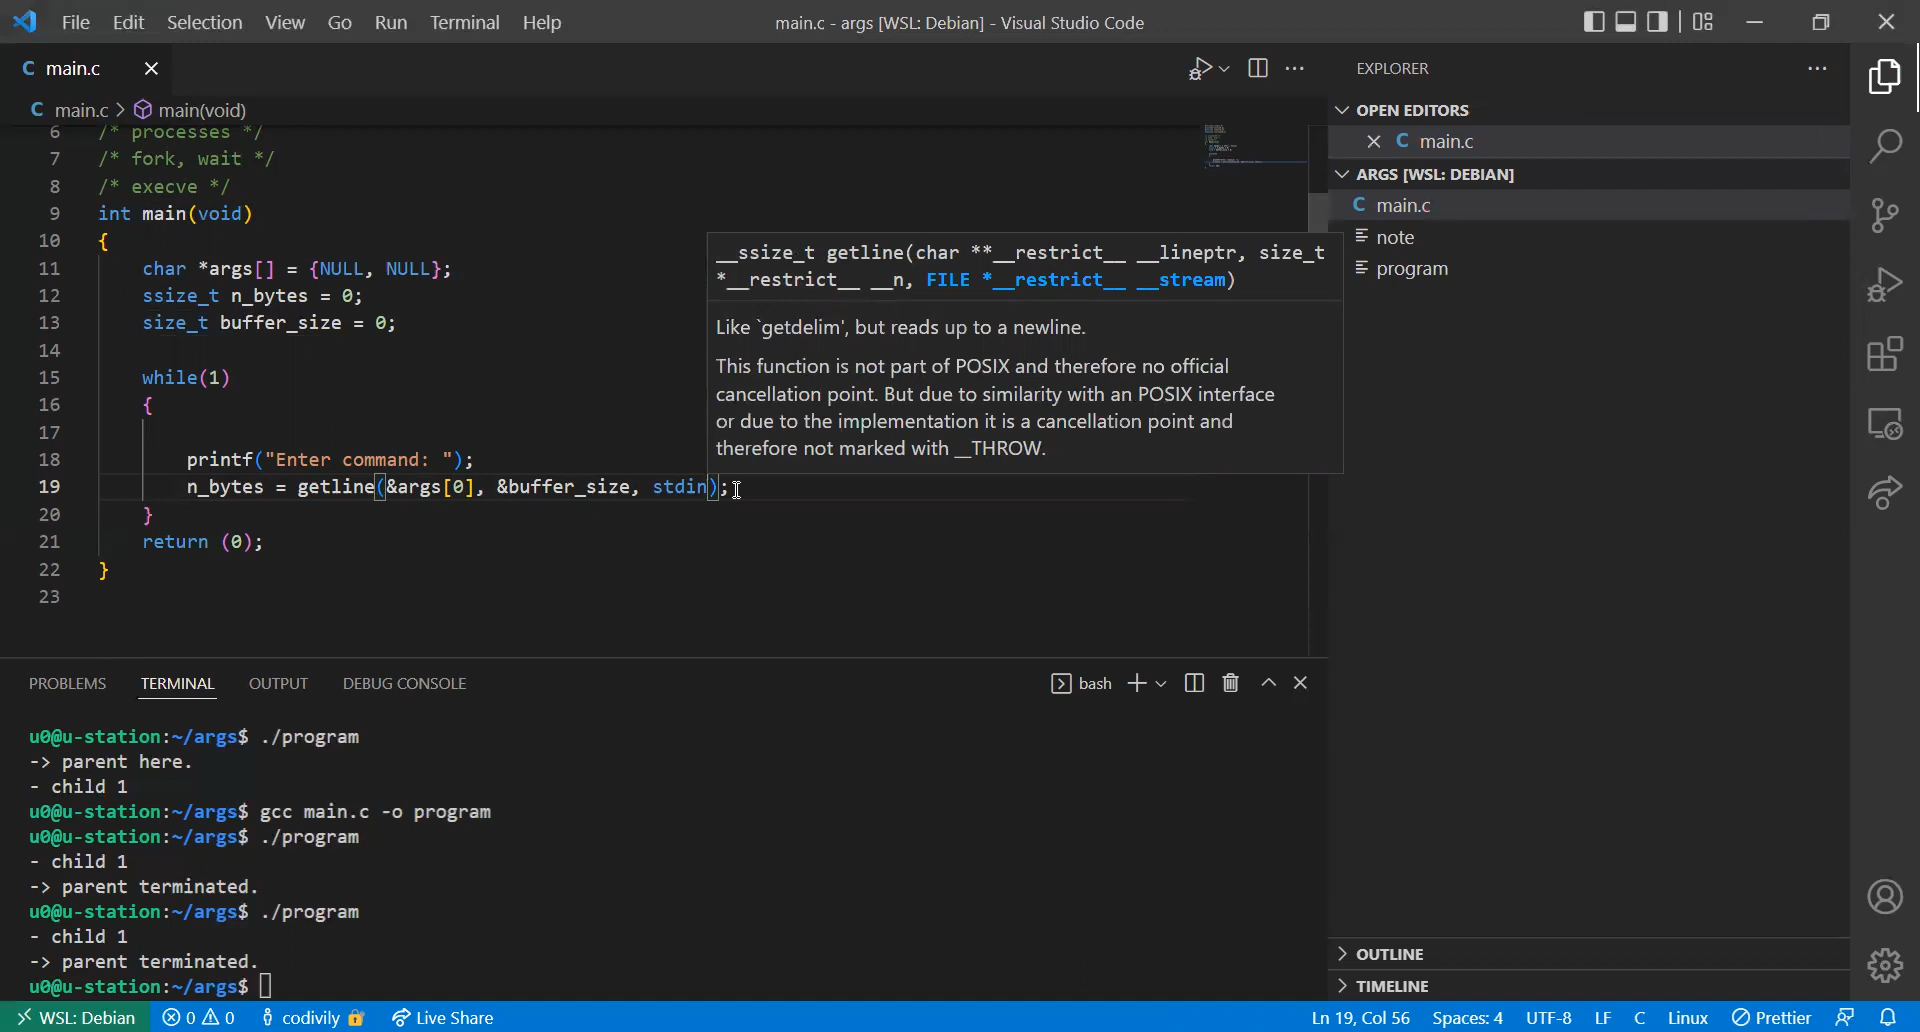 File Edit Selection View Go Run Terminal Help main.c - args [WSL: Debian] - Visual Studio Code
C main.c
C main.c > main(void)
6 /* processes */
7 /* fork, wait */
8 /* execve */
9 int main(void)
10 {
11 char *args[] = {NULL, NULL};
12 ssize_t n_bytes = 0;
13 size_t buffer_size = 0;
14
15 while(1)
16 {
17
18 printf("Enter command: ");
19 n_bytes = getline(&args[0], &buffer_size, stdin);
20 }
21 return (0);
22 }
23
__ssize_t getline(char **__restrict__ __lineptr, size_t
*__restrict__ __n, FILE *__restrict__ __stream)
Like `getdelim', but reads up to a newline.
This function is not part of POSIX and therefore no official
cancellation point. But due to similarity with an POSIX interface
or due to the implementation it is a cancellation point and
therefore not marked with __THROW.
EXPLORER
OPEN EDITORS
C main.c
ARGS [WSL: DEBIAN]
C main.c
note
program
OUTLINE
TIMELINE
PROBLEMS TERMINAL OUTPUT DEBUG CONSOLE bash
u0@u-station:~/args$ ./program
-> parent here.
- child 1
u0@u-station:~/args$ gcc main.c -o program
u0@u-station:~/args$ ./program
- child 1
-> parent terminated.
u0@u-station:~/args$ ./program
- child 1
-> parent terminated.
u0@u-station:~/args$
WSL: Debian 0 0 codivily Live Share Ln 19, Col 56 Spaces: 4 UTF-8 LF C Linux Prettier